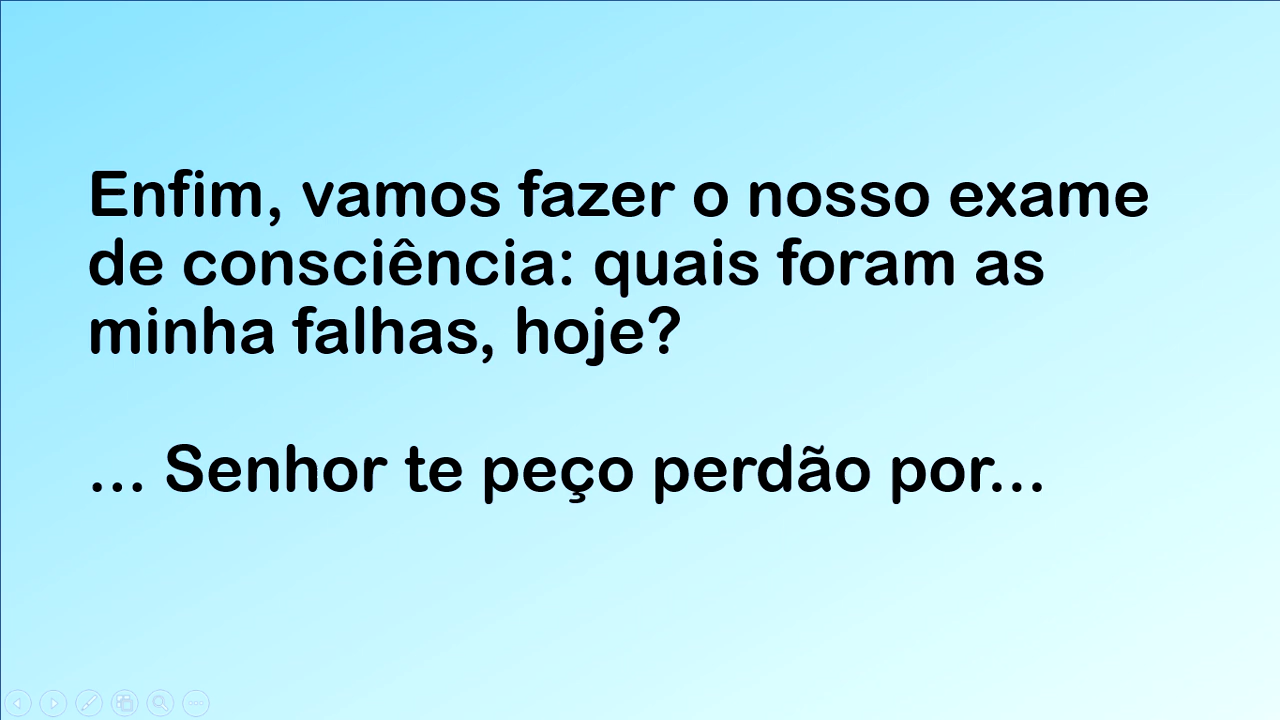 Enfim, vamos fazer o nosso exame
de consciência: quais foram as
minha falhas, hoje?
... Senhor te peço perdão por...